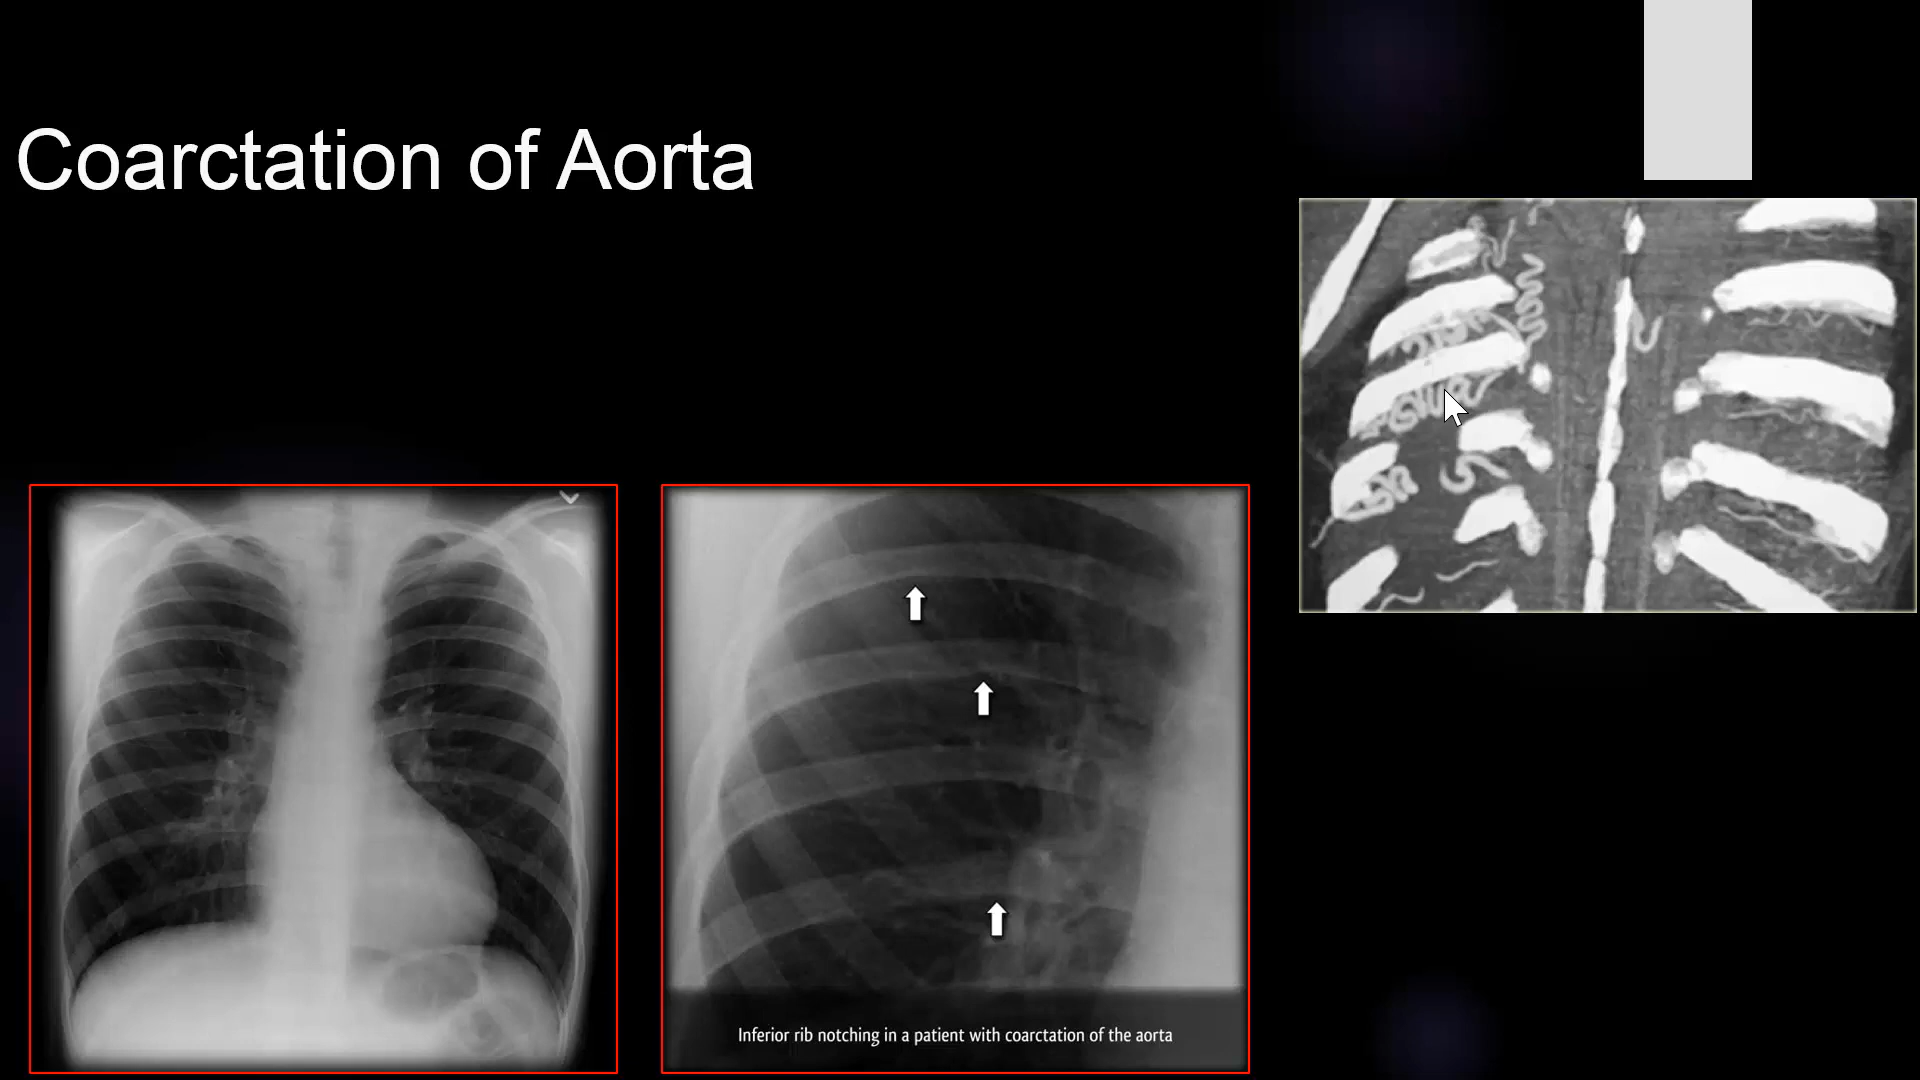 Coarctation of Aorta
Inferior rib notching in a patient with coarctation of the aorta